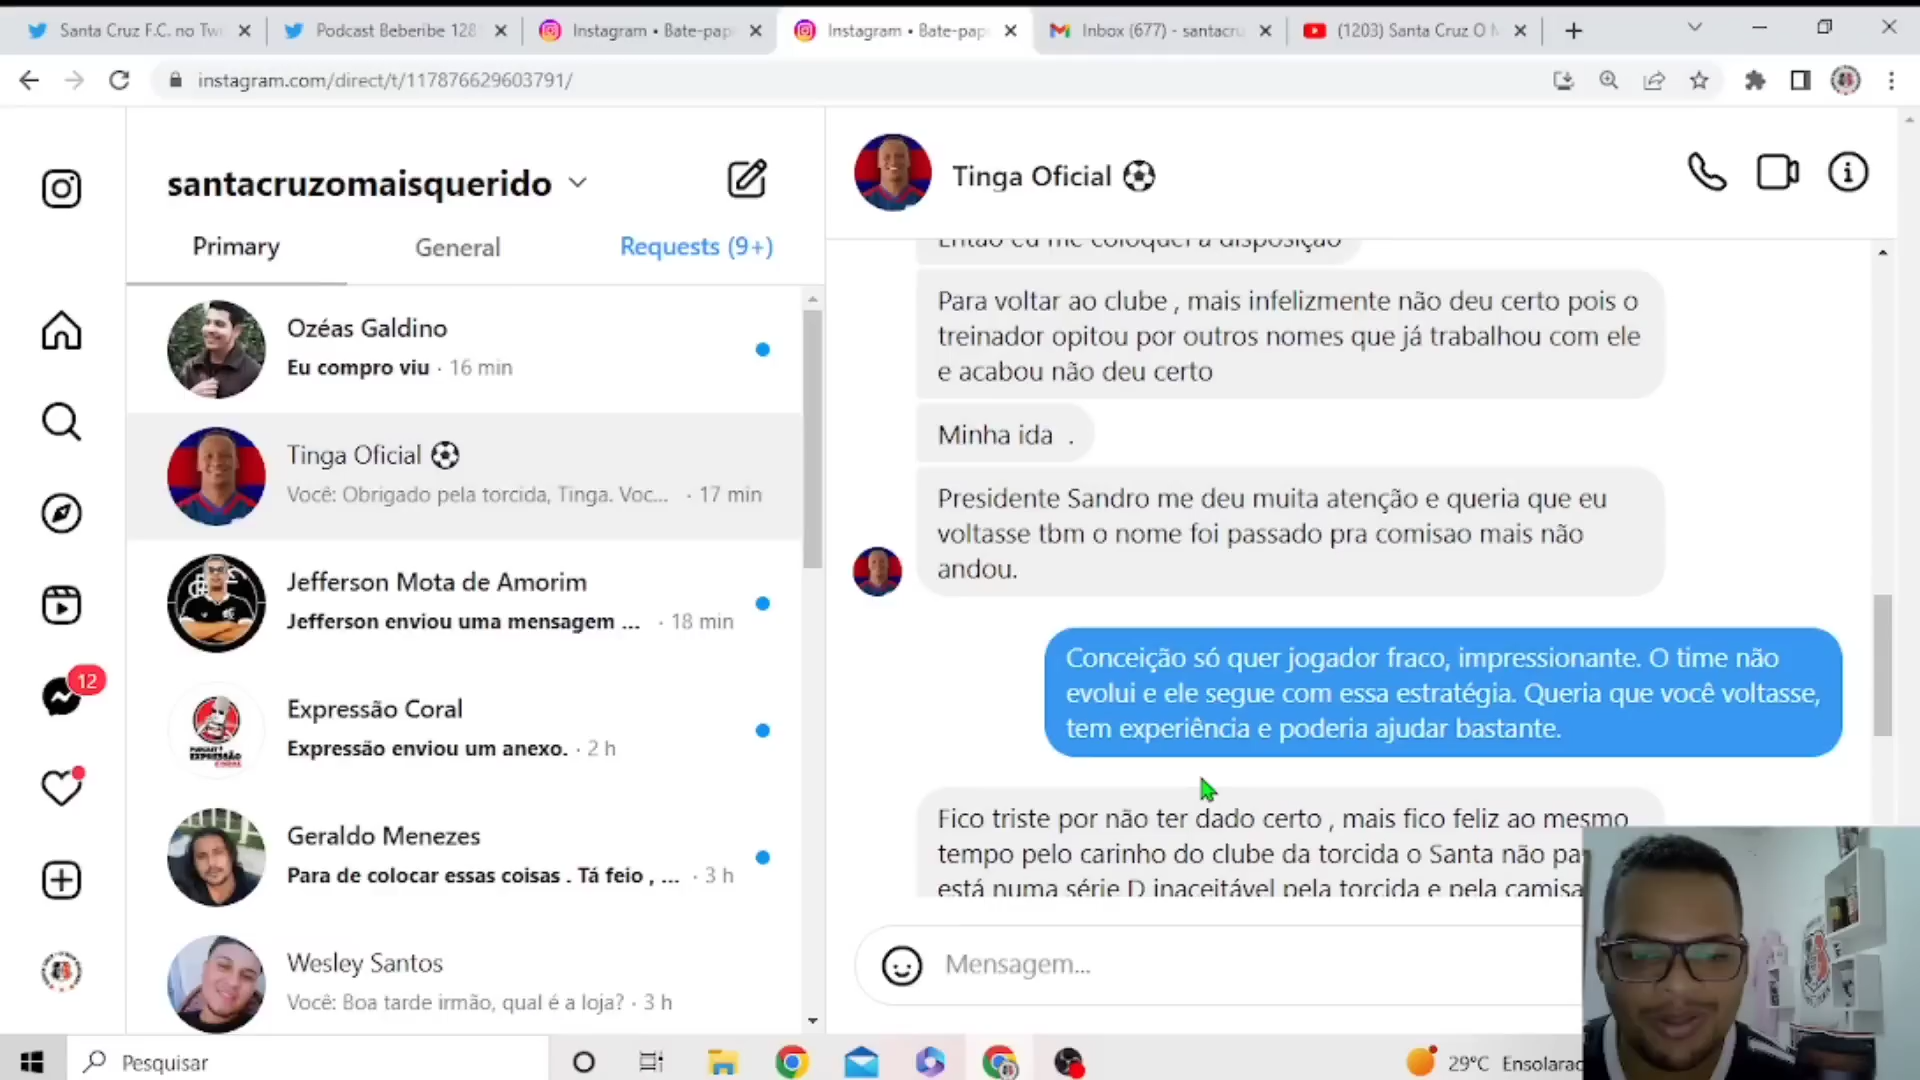 Santa Cruz F.C. no Tw
Podcast Beberibe 128
Instagram • Bate-pap
Instagram • Bate-pap
Inbox (677) - santacru
(1203) Santa Cruz O M
instagram.com/direct/t/117876629603791/
santacruzomaisquerido
Primary
General
Requests (9+)
Ozéas Galdino
Eu compro viu · 16 min
Tinga Oficial
Você: Obrigado pela torcida, Tinga. Voc... · 17 min
Jefferson Mota de Amorim
Jefferson enviou uma mensagem ... · 18 min
12
Expressão Coral
Expressão enviou um anexo. · 2 h
Geraldo Menezes
Para de colocar essas coisas . Tá feio , ... · 3 h
Wesley Santos
Você: Boa tarde irmão, qual é a loja? · 3 h
Tinga Oficial
Então eu me coloquei a disposição
Para voltar ao clube , mais infelizmente não deu certo pois o
treinador opitou por outros nomes que já trabalhou com ele
e acabou não deu certo
Minha ida .
Presidente Sandro me deu muita atenção e queria que eu
voltasse tbm o nome foi passado pra comisao mais não
andou.
Conceição só quer jogador fraco, impressionante. O time não
evolui e ele segue com essa estratégia. Queria que você voltasse,
tem experiência e poderia ajudar bastante.
Fico triste por não ter dado certo , mais fico feliz ao mesmo
tempo pelo carinho do clube da torcida o Santa não pa
está numa série D inaceitável pela torcida e pela camisa
Mensagem...
Pesquisar
29°C Ensolarad